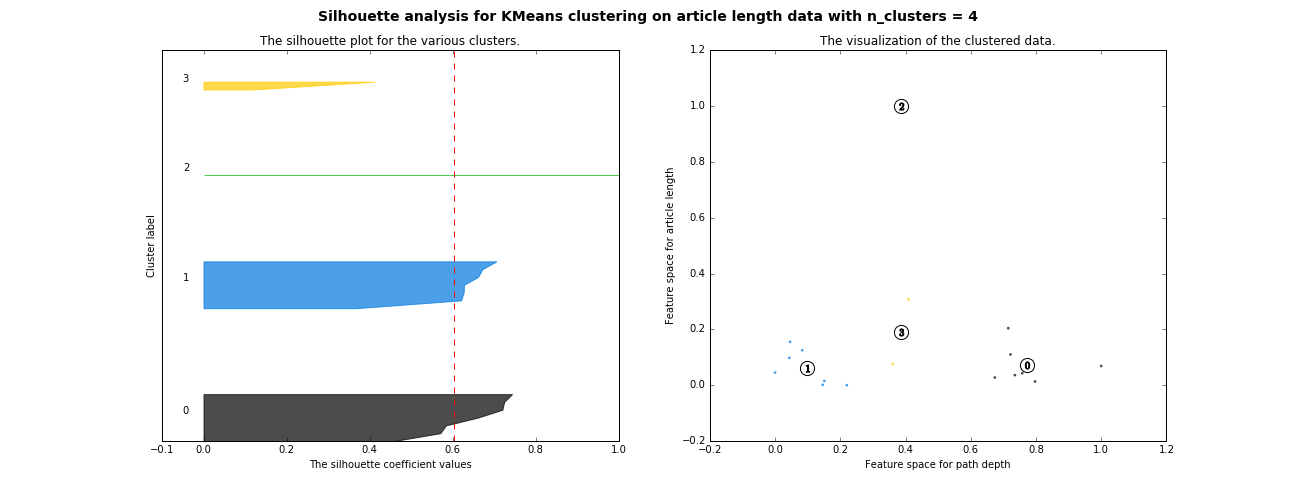 Silhouette analysis for KMeans clustering on article length data with n_clusters = 4
The silhouette plot for the various clusters.
3
2
1
0
Cluster label
−0.1 0.0 0.2 0.4 0.6 0.8 1.0
The silhouette coefficient values
The visualization of the clustered data.
1.2
1.0
0.8
0.6
0.4
0.2
0.0
−0.2
Feature space for article length
2
3
1
0
−0.2 0.0 0.2 0.4 0.6 0.8 1.0 1.2
Feature space for path depth